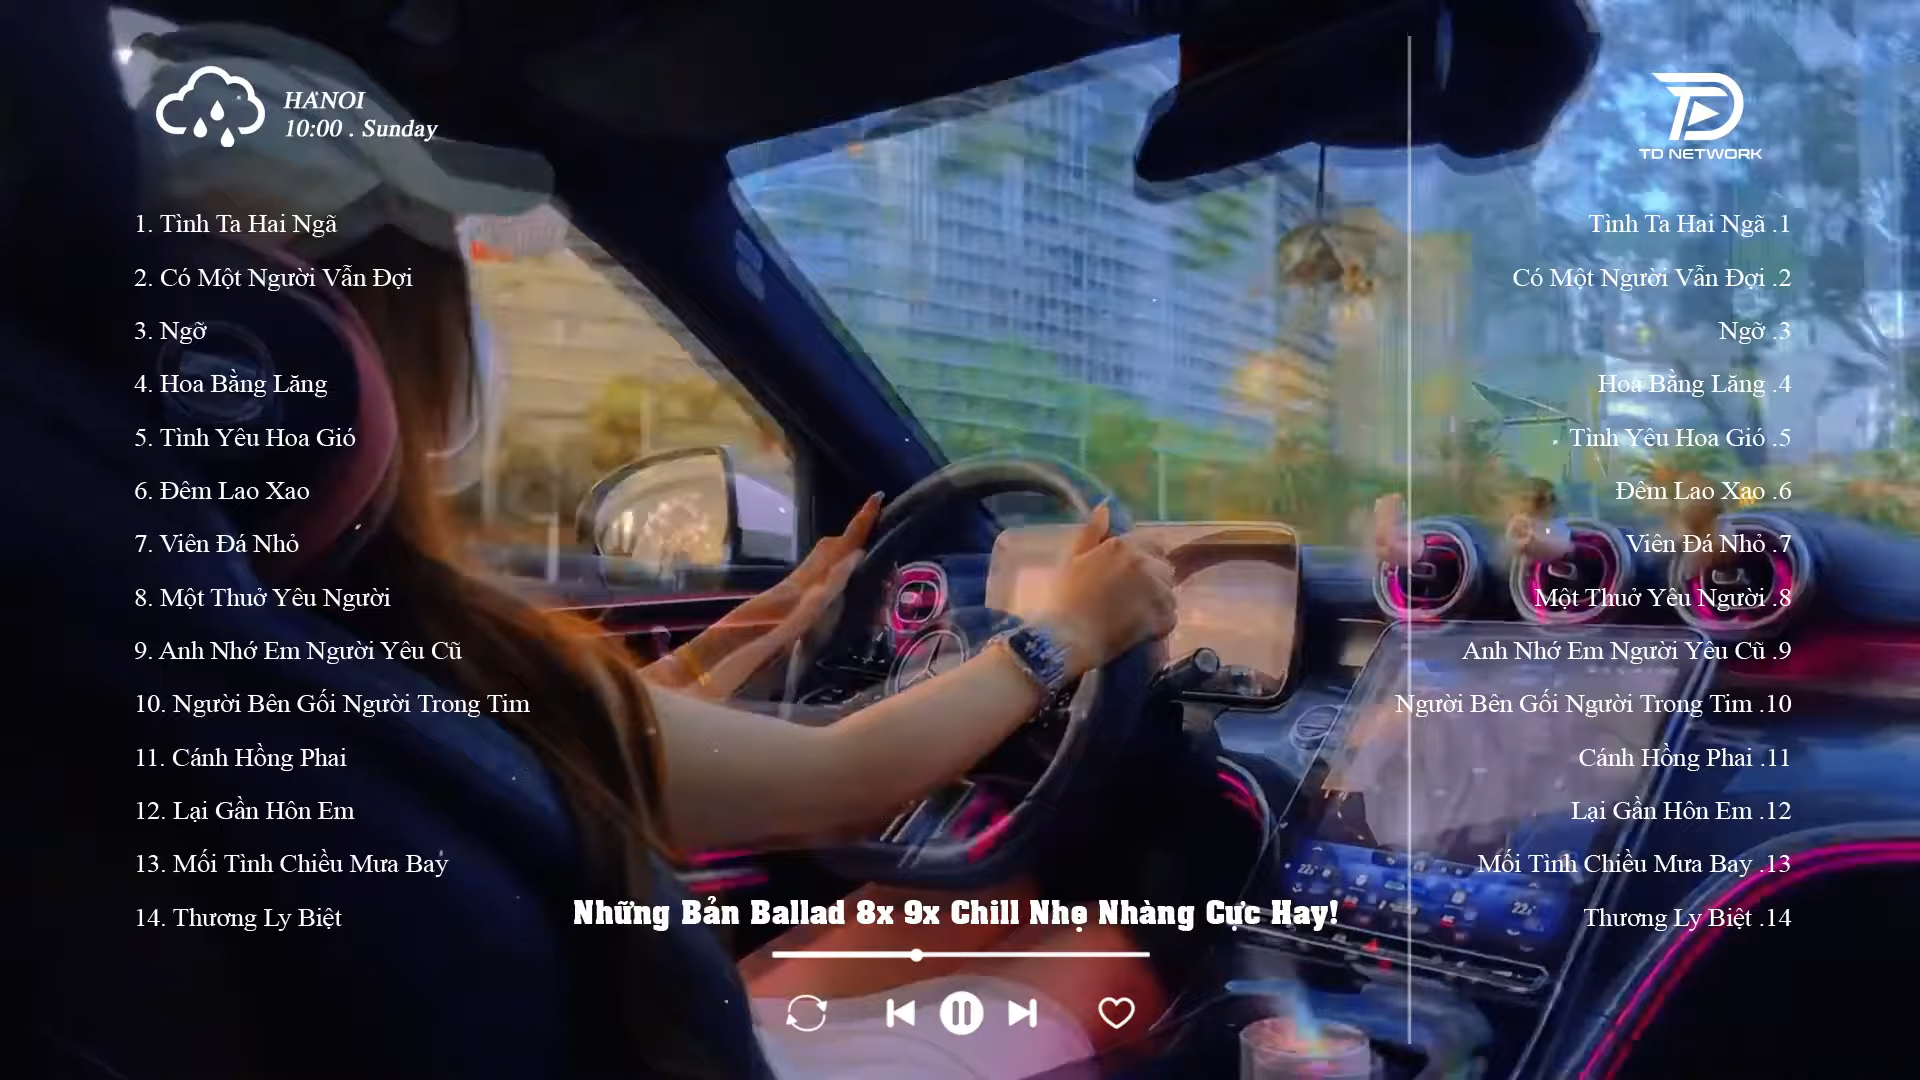 HANOI
10:00 . Sunday
TD NETWORK
1. Tình Ta Hai Ngã
2. Có Một Người Vẫn Đợi
3. Ngỡ
4. Hoa Bằng Lăng
5. Tình Yêu Hoa Gió
6. Đêm Lao Xao
7. Viên Đá Nhỏ
8. Một Thuở Yêu Người
9. Anh Nhớ Em Người Yêu Cũ
10. Người Bên Gối Người Trong Tim
11. Cánh Hồng Phai
12. Lại Gần Hôn Em
13. Mối Tình Chiều Mưa Bay
14. Thương Ly Biệt
Tình Ta Hai Ngã .1
Có Một Người Vẫn Đợi .2
Ngỡ .3
Hoa Bằng Lăng .4
Tình Yêu Hoa Gió .5
Đêm Lao Xao .6
Viên Đá Nhỏ .7
Một Thuở Yêu Người .8
Anh Nhớ Em Người Yêu Cũ .9
Người Bên Gối Người Trong Tim .10
Cánh Hồng Phai .11
Lại Gần Hôn Em .12
Mối Tình Chiều Mưa Bay .13
Thương Ly Biệt .14
Những Bản Ballad 8x 9x Chill Nhẹ Nhàng Cực Hay!